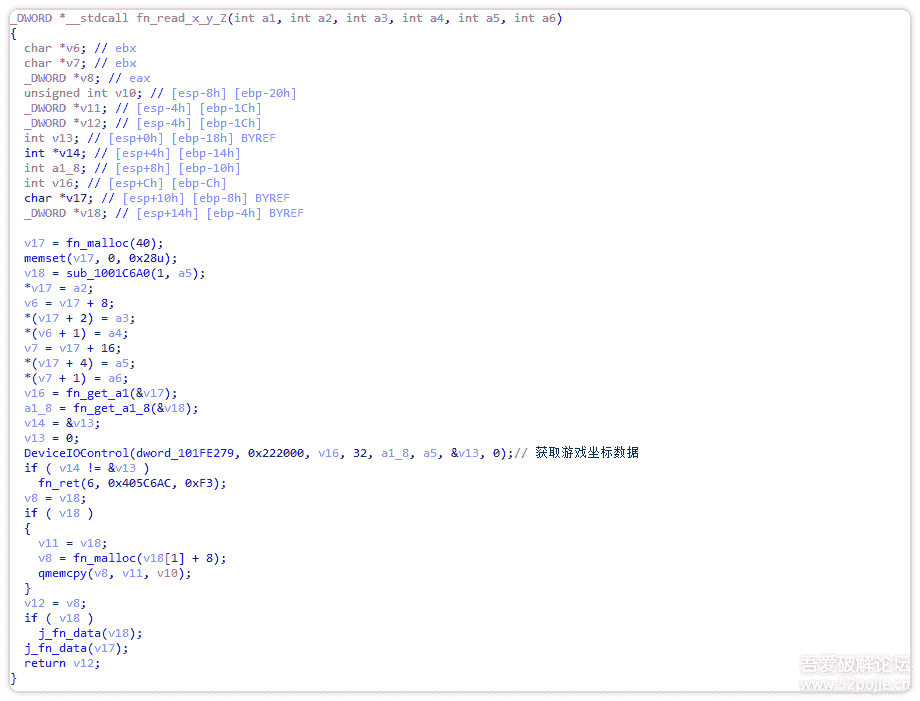 _DWORD *__stdcall fn_read_x_y_Z(int a1, int a2, int a3, int a4, int a5, int a6)
{
char *v6; // ebx
char *v7; // ebx
_DWORD *v8; // eax
unsigned int v10; // [esp-8h] [ebp-20h]
_DWORD *v11; // [esp-4h] [ebp-1Ch]
_DWORD *v12; // [esp-4h] [ebp-1Ch]
int v13; // [esp+0h] [ebp-18h] BYREF
int *v14; // [esp+4h] [ebp-14h]
int a1_8; // [esp+8h] [ebp-10h]
int v16; // [esp+Ch] [ebp-Ch]
char *v17; // [esp+10h] [ebp-8h] BYREF
_DWORD *v18; // [esp+14h] [ebp-4h] BYREF
v17 = fn_malloc(40);
memset(v17, 0, 0x28u);
v18 = sub_1001C6A0(1, a5);
*v17 = a2;
v6 = v17 + 8;
*(v17 + 2) = a3;
*(v6 + 1) = a4;
v7 = v17 + 16;
*(v17 + 4) = a5;
*(v7 + 1) = a6;
v16 = fn_get_a1(&v17);
a1_8 = fn_get_a1_8(&v18);
v14 = &v13;
v13 = 0;
DeviceIOControl(dword_101FE279, 0x222000, v16, 32, a1_8, a5, &v13, 0);// 获取游戏坐标数据
if ( v14 != &v13 )
fn_ret(6, 0x405C6AC, 0xF3);
v8 = v18;
if ( v18 )
{
v11 = v18;
v8 = fn_malloc(v18[1] + 8);
qmemcpy(v8, v11, v10);
}
v12 = v8;
if ( v18 )
j_fn_data(v18);
j_fn_data(v17);
return v12;
}
吾爱破解论坛
www.52pojie.cn